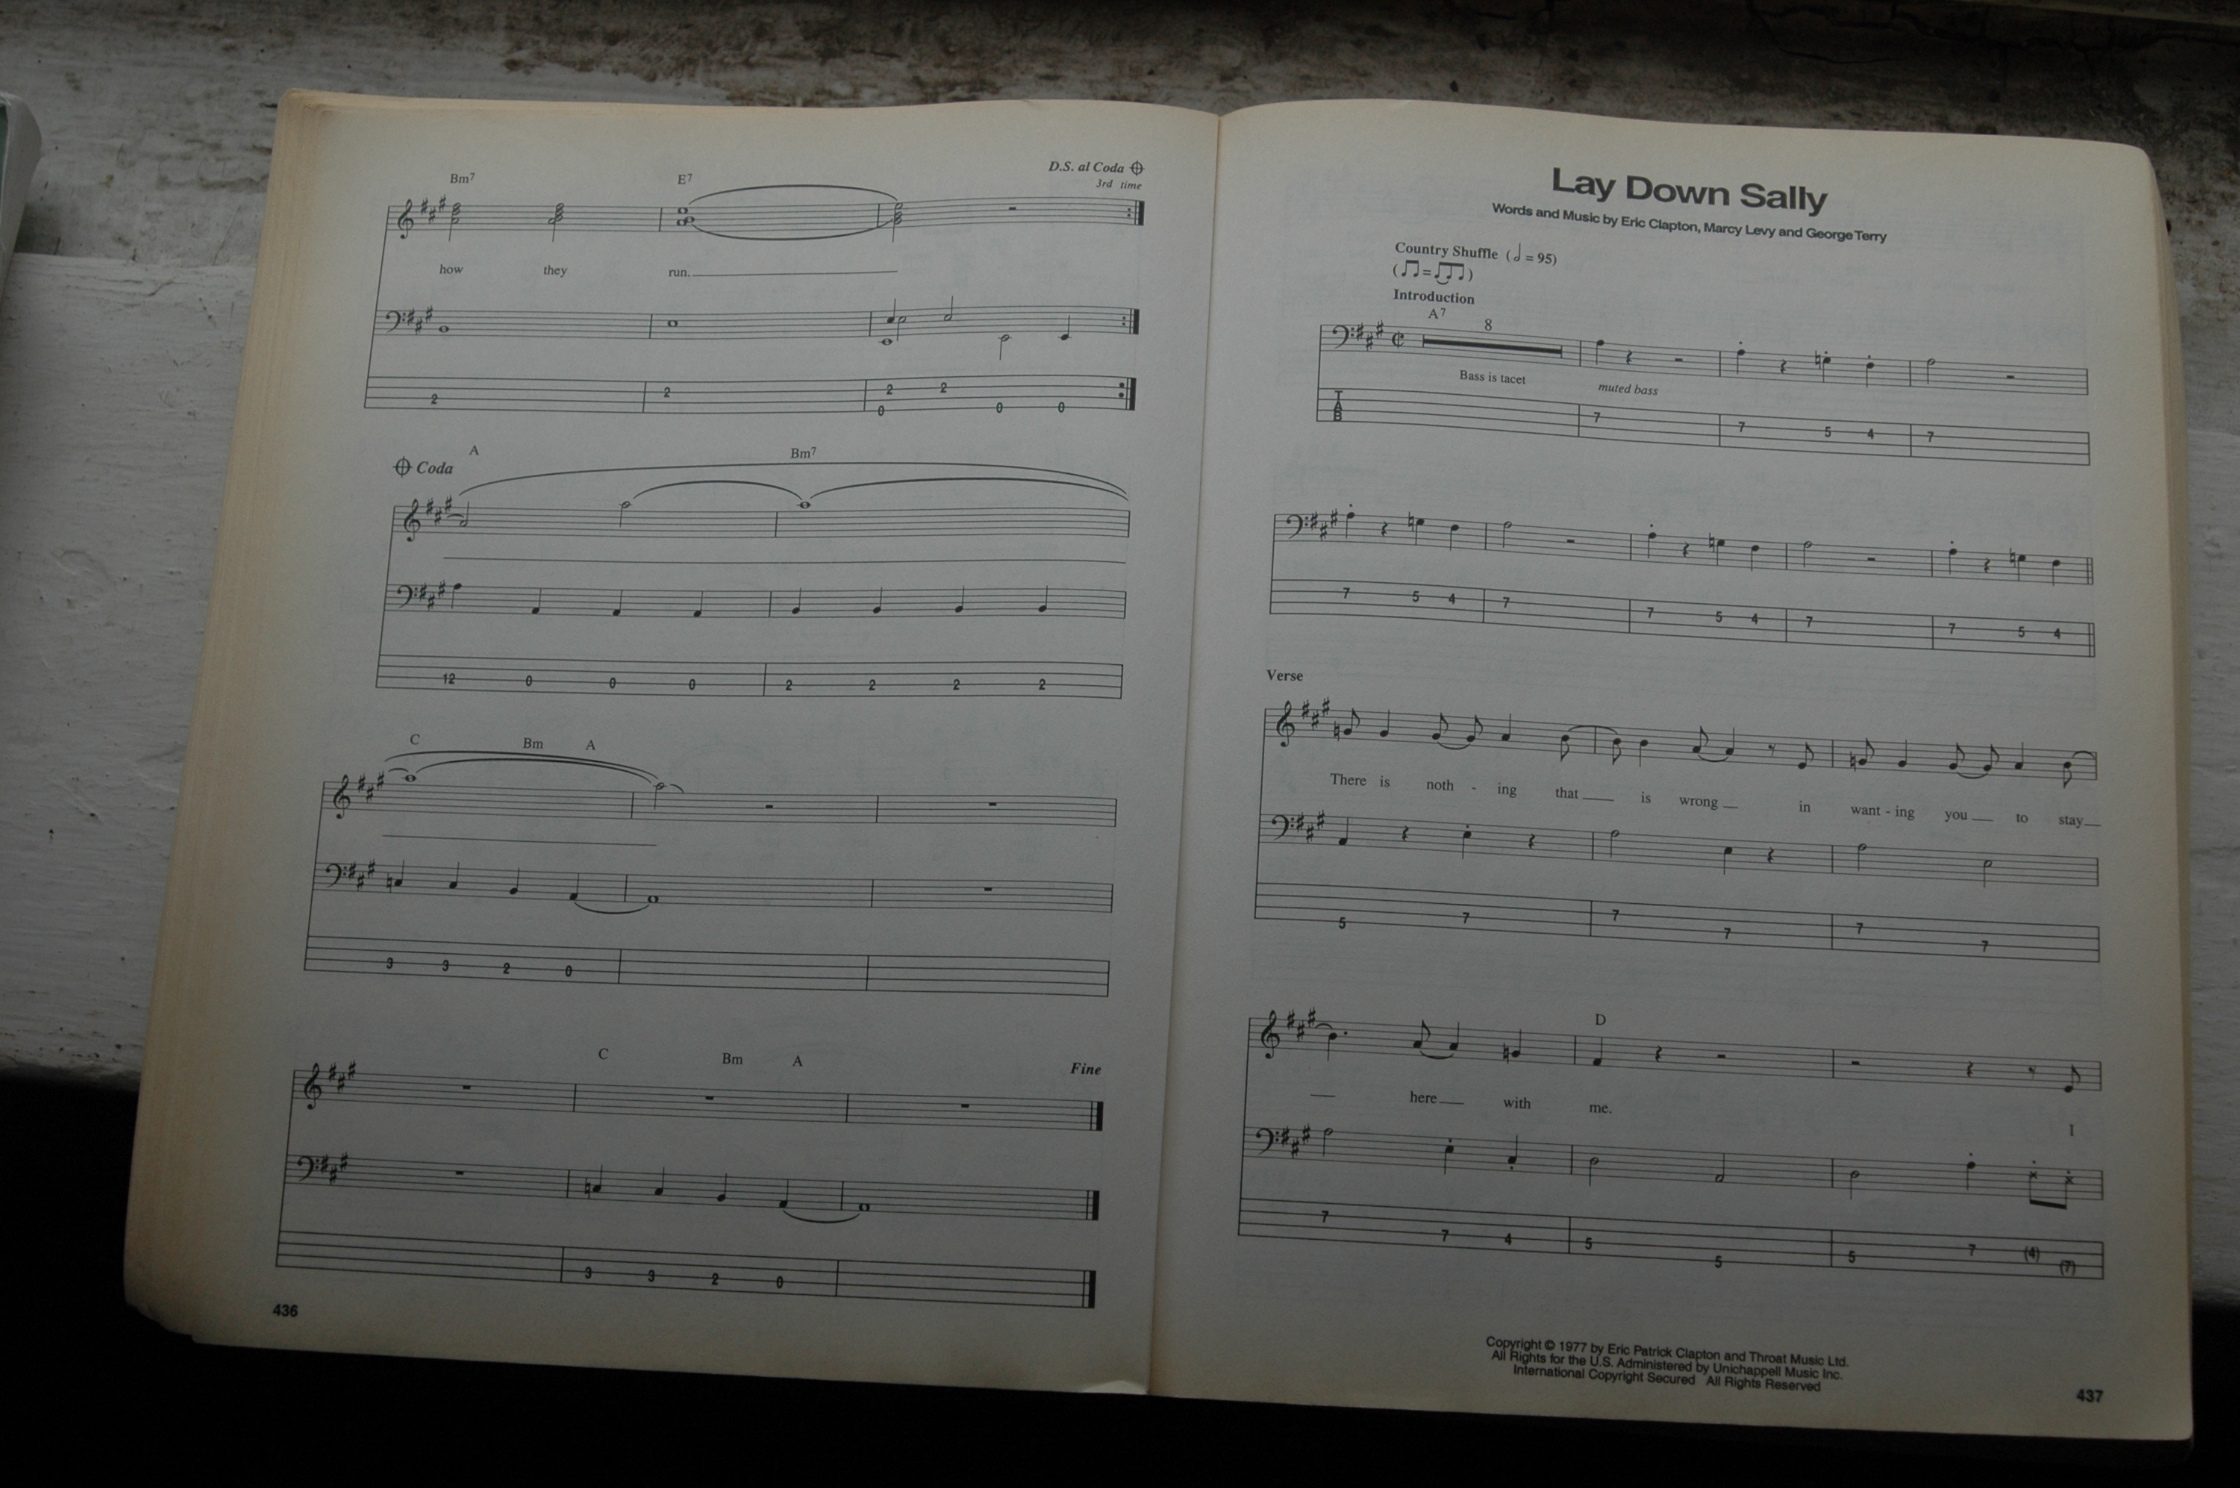 D.S. al Coda
3rd time
Bm7 E7
how they run.
2 2 2 2
0 0 0
Coda
A Bm7
12 0 0 0 2 2 2 2
C Bm A
3 3 2 0
C Bm A Fine
3 3 2 0
436
Lay Down Sally
Words and Music by Eric Clapton, Marcy Levy and George Terry
Country Shuffle ( = 95)
( = )
Introduction
A7
8
Bass is tacet muted bass
TAB
7 7 5 4 7
7 5 4 7 7 5 4 7 7 5 4
Verse
There is noth - ing that is wrong in want - ing you to stay
5 7 7 7 7 7
D
here with me. I
7 7 4 5 5 5 7 (4) (7)
Copyright © 1977 by Eric Patrick Clapton and Throat Music Ltd.
All Rights for the U.S. Administered by Unichappell Music Inc.
International Copyright Secured All Rights Reserved
437